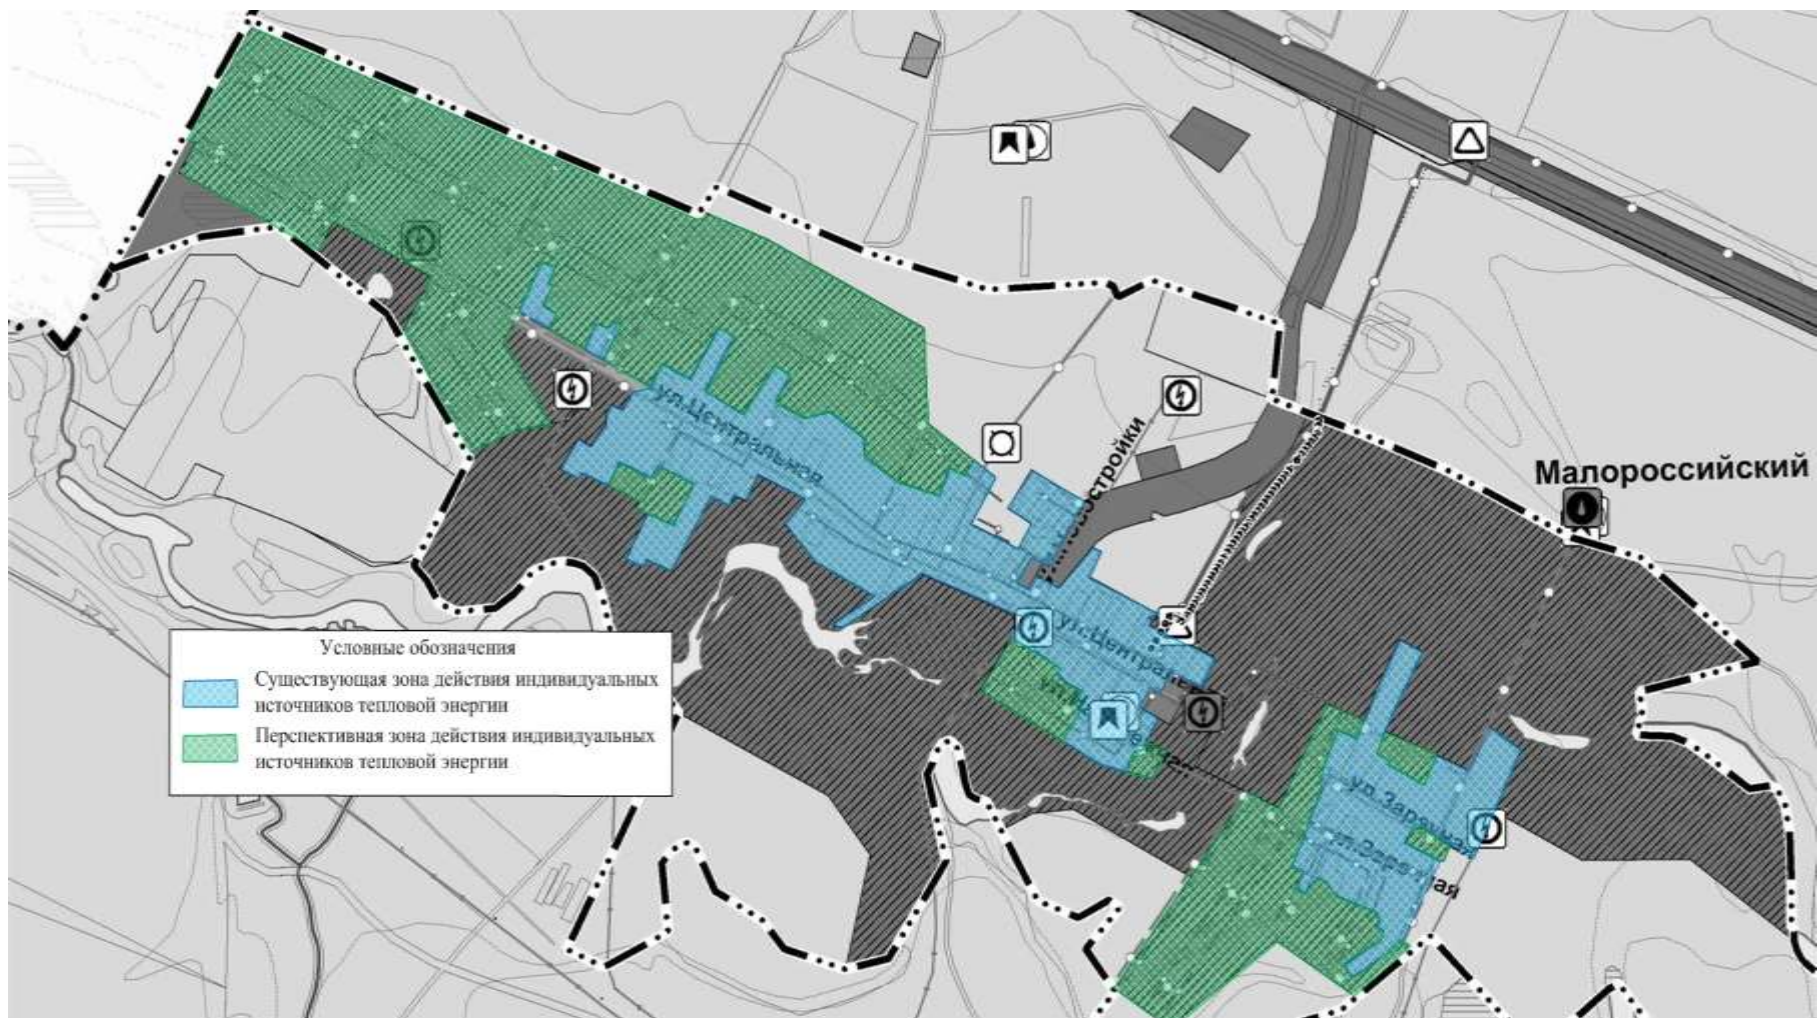 ул.Центральная
Новостройки
Малороссийский
ул.Центральная
ул.Заречная
ул.Заречная
Условные обозначения
Существующая зона действия индивидуальных
источников тепловой энергии
Перспективная зона действия индивидуальных
источников тепловой энергии